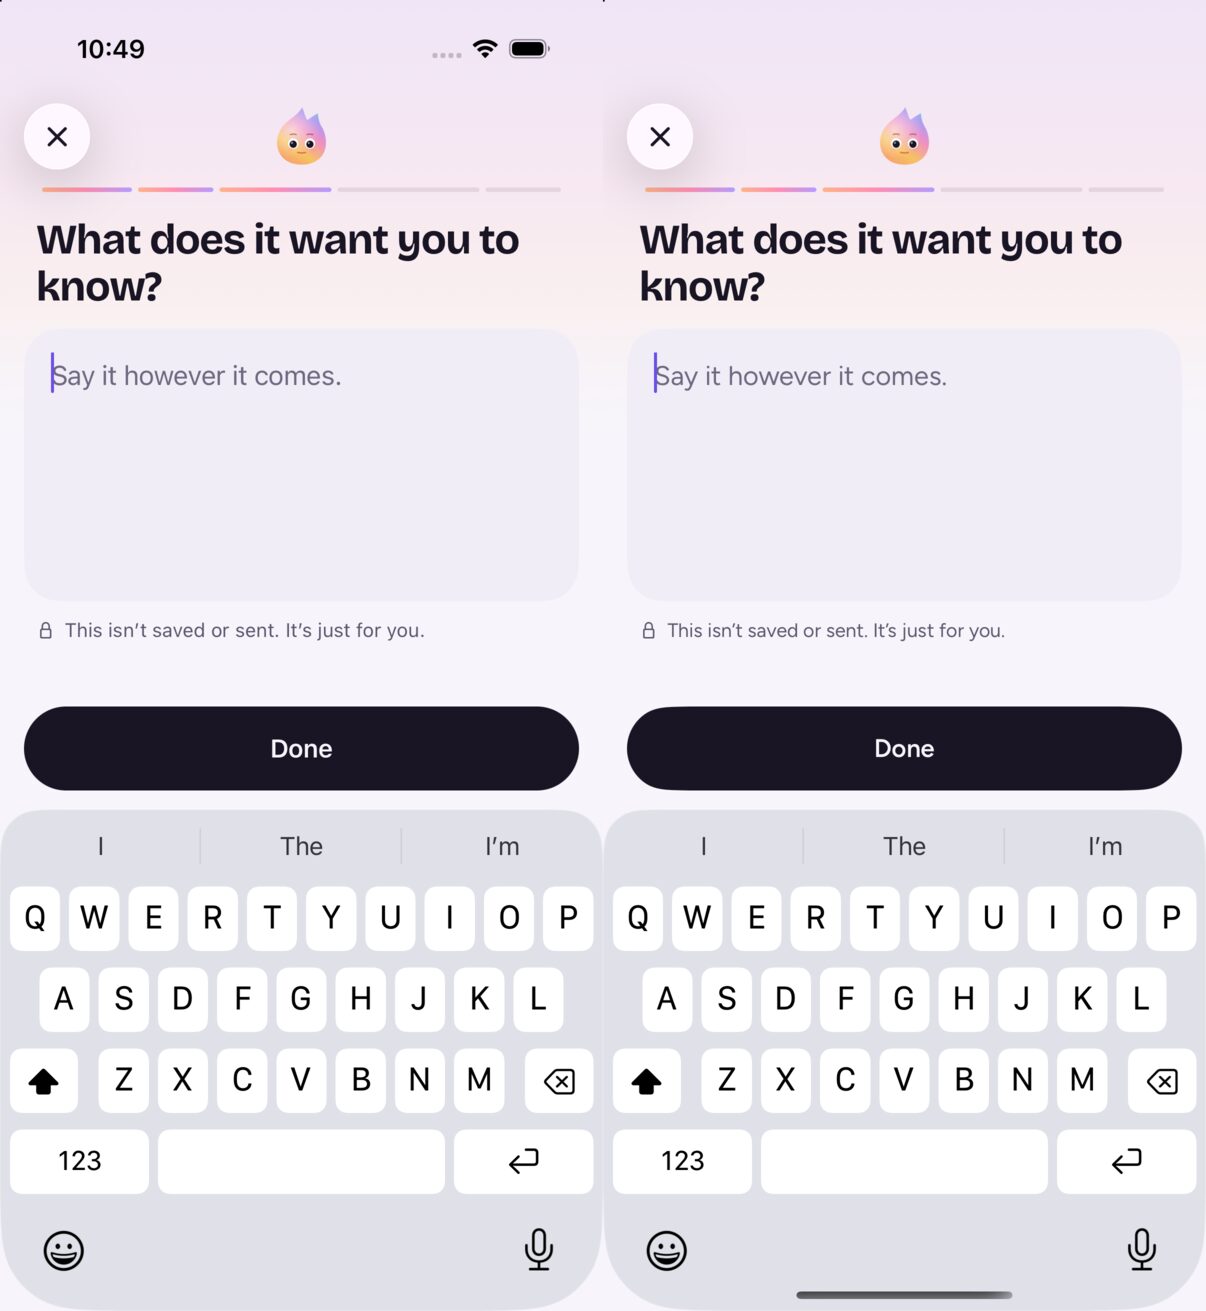 10:49
What does it want you to
know?
Say it however it comes.
This isn't saved or sent. It's just for you.
Done
I The I'm
Q W E R T Y U I O P
A S D F G H J K L
Z X C V B N M
123
What does it want you to
know?
Say it however it comes.
This isn't saved or sent. It's just for you.
Done
I The I'm
Q W E R T Y U I O P
A S D F G H J K L
Z X C V B N M
123